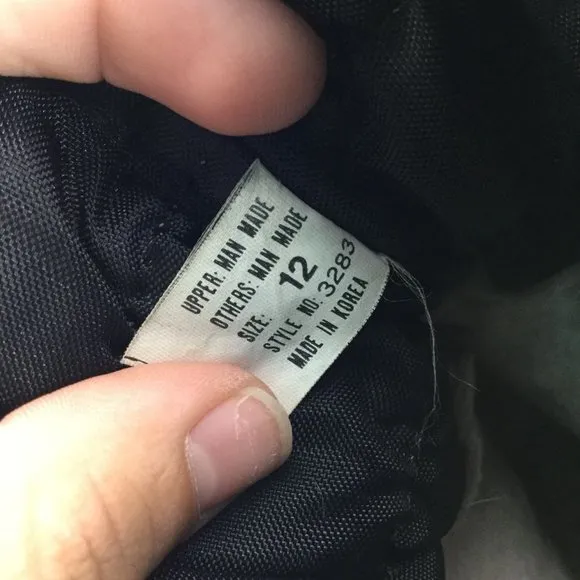 UPPER: MAN MADE
OTHERS: MAN MADE
SIZE: 12
STYLE NO: 3283
MADE IN KOREA